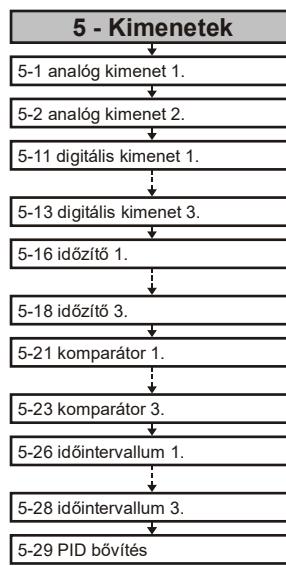 5 - Kimenetek
5-1 analóg kimenet 1.
5-2 analóg kimenet 2.
5-11 digitális kimenet 1.
5-13 digitális kimenet 3.
5-16 időzítő 1.
5-18 időzítő 3.
5-21 komparátor 1.
5-23 komparátor 3.
5-26 időintervallum 1.
5-28 időintervallum 3.
5-29 PID bővítés